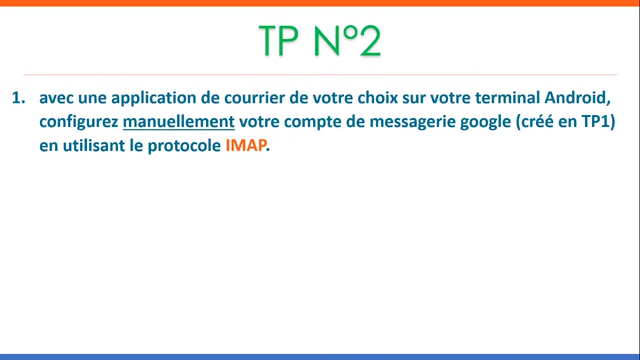 TP N°2
1. avec une application de courrier de votre choix sur votre terminal Android,
configurez manuellement votre compte de messagerie google (créé en TP1)
en utilisant le protocole IMAP.